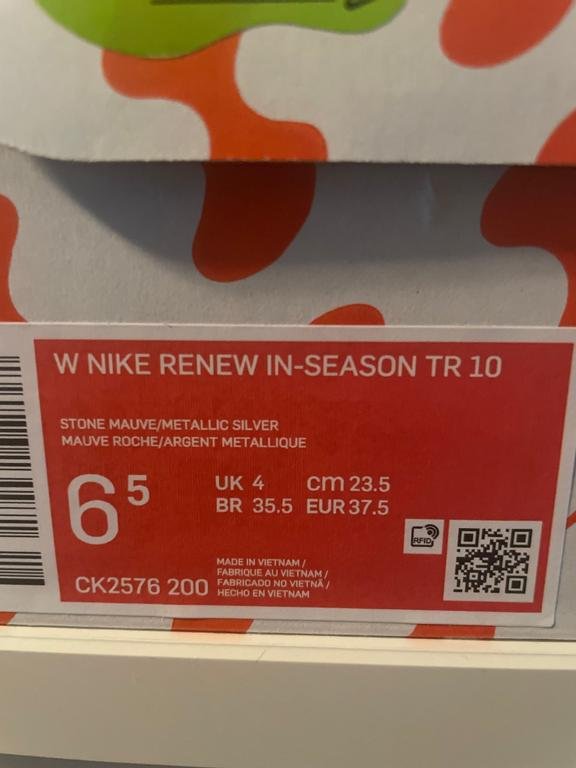 W NIKE RENEW IN-SEASON TR 10
STONE MAUVE/METALLIC SILVER
MAUVE ROCHE/ARGENT METALLIQUE
6 5
UK 4 cm 23.5
BR 35.5 EUR 37.5
RFID
CK2576 200
MADE IN VIETNAM /
FABRIQUE AU VIETNAM /
FABRICADO NO VIETNÃ /
HECHO EN VIETNAM